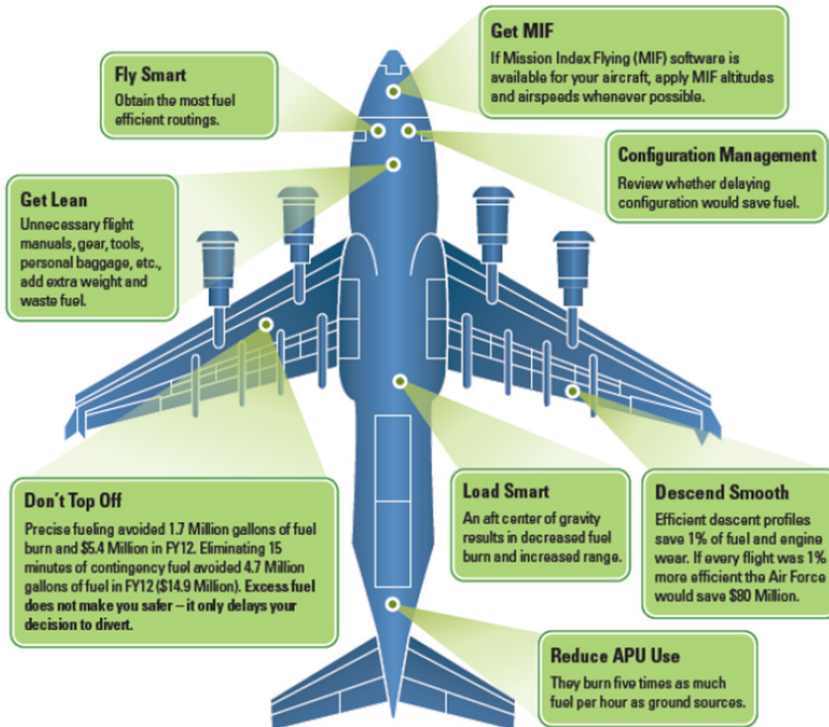 Get MIF
If Mission Index Flying (MIF) software is
available for your aircraft, apply MIF altitudes
and airspeeds whenever possible.
Fly Smart
Obtain the most fuel
efficient routings.
Configuration Management
Review whether delaying
configuration would save fuel.
Get Lean
Unnecessary flight
manuals, gear, tools,
personal baggage, etc.,
add extra weight and
waste fuel.
Don't Top Off
Precise fueling avoided 1.7 Million gallons of fuel
burn and $5.4 Million in FY12. Eliminating 15
minutes of contingency fuel avoided 4.7 Million
gallons of fuel in FY12 ($14.9 Million). Excess fuel
does not make you safer – it only delays your
decision to divert.
Load Smart
An aft center of gravity
results in decreased fuel
burn and increased range.
Descend Smooth
Efficient descent profiles
save 1% of fuel and engine
wear. If every flight was 1%
more efficient the Air Force
would save $80 Million.
Reduce APU Use
They burn five times as much
fuel per hour as ground sources.